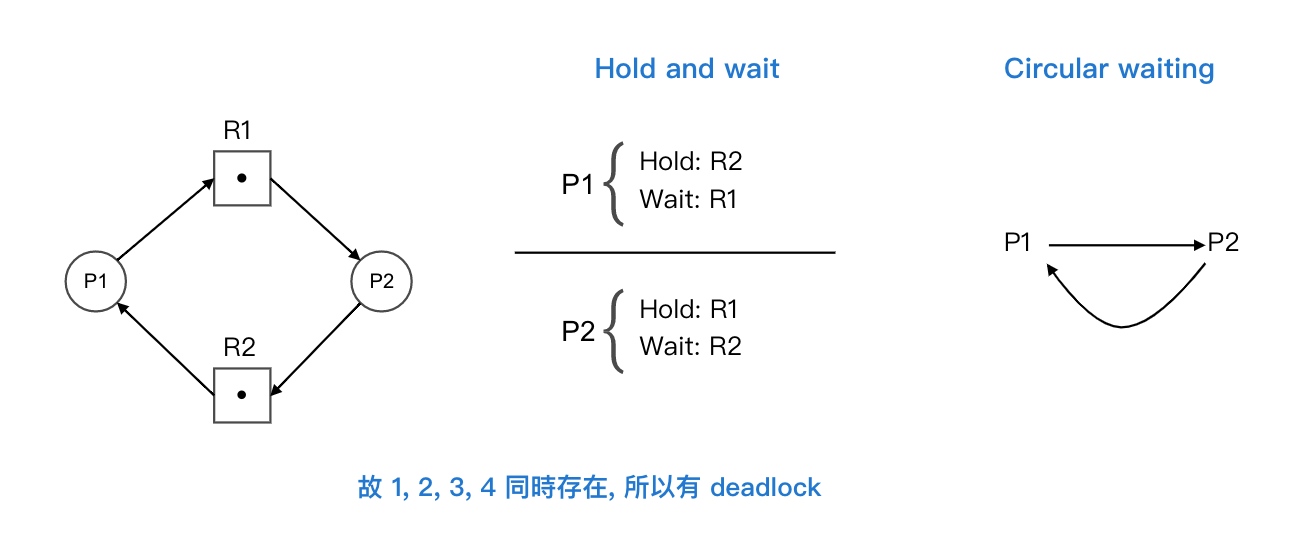 Hold and wait
Circular waiting
R1
P1
P2
R2
P1
Hold: R2
Wait: R1
P2
Hold: R1
Wait: R2
P1
P2
故 1, 2, 3, 4 同時存在, 所以有 deadlock